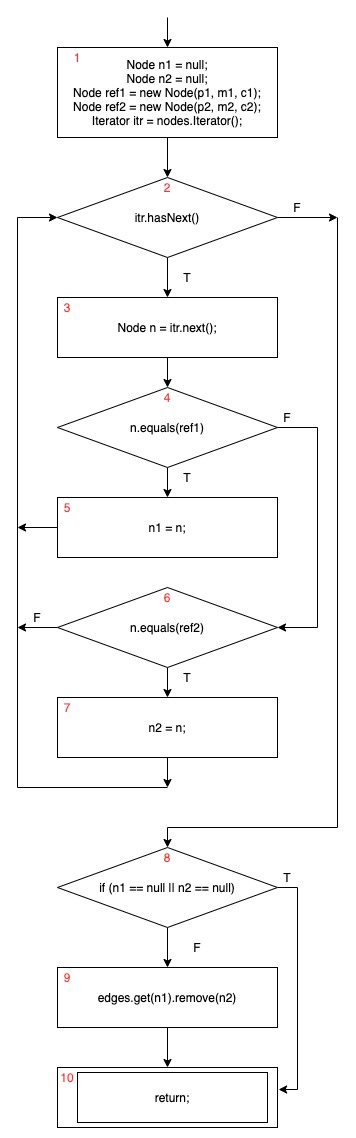 1
Node n1 = null;
Node n2 = null;
Node ref1 = new Node(p1, m1, c1);
Node ref2 = new Node(p2, m2, c2);
Iterator itr = nodes.Iterator();
2
itr.hasNext()
F
T
3
Node n = itr.next();
4
n.equals(ref1)
F
T
5
n1 = n;
6
n.equals(ref2)
F
T
7
n2 = n;
8
if (n1 == null || n2 == null)
T
F
9
edges.get(n1).remove(n2)
10
return;